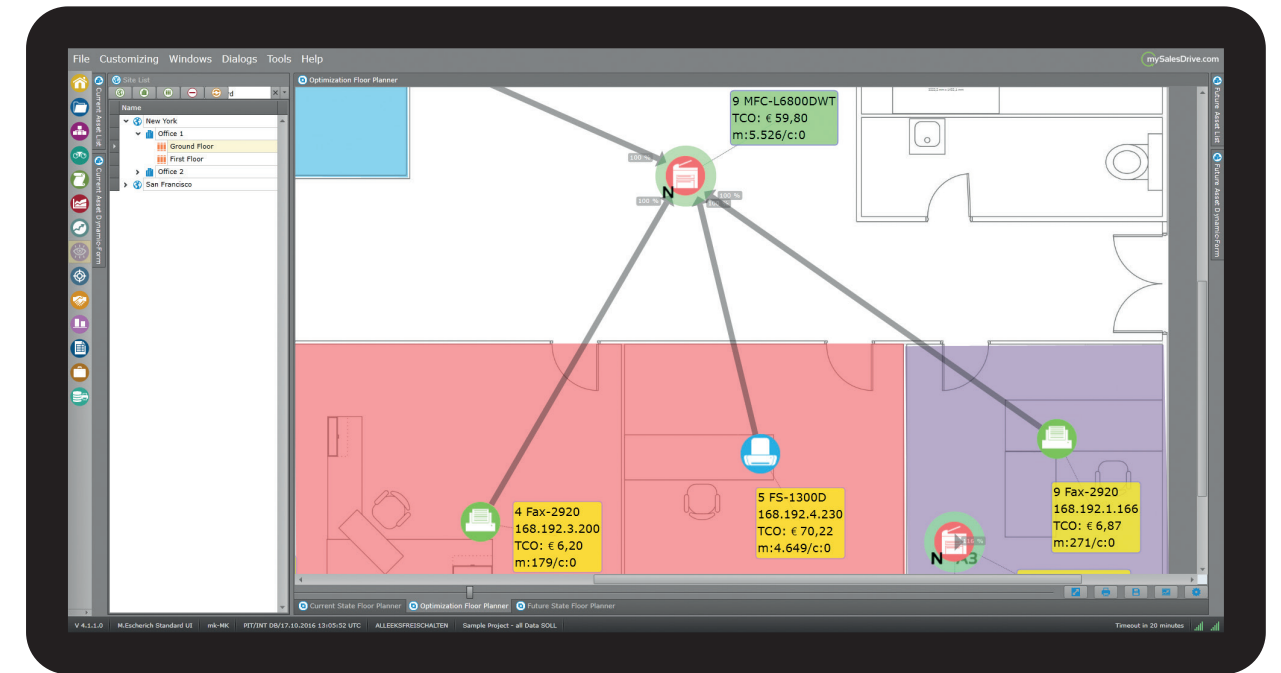 File Customizing Windows Dialogs Tools Help
mySalesDrive.com
Site List
Optimization Floor Planner
Current Asset List
Current Asset Dynamic-Form
Name
New York
Office 1
Ground Floor
First Floor
Office 2
San Francisco
9 MFC-L6800DWT
TCO: € 59,80
m:5.526/c:0
100 %
100 %
100 %
N
4 Fax-2920
168.192.3.200
TCO: € 6,20
m:179/c:0
5 FS-1300D
168.192.4.230
TCO: € 70,22
m:4.649/c:0
9 Fax-2920
168.192.1.166
TCO: € 6,87
m:271/c:0
N A3
Future Asset List
Future Asset Dynamic-Form
Current State Floor Planner Optimization Floor Planner Future State Floor Planner
V 4.1.1.0 M.Escherich Standard UI mk-MK PIT/INT DB/17.10.2016 13:05:52 UTC ALLEEKSFREISCHALTEN Sample Project - all Data SOLL Timeout in 20 minutes